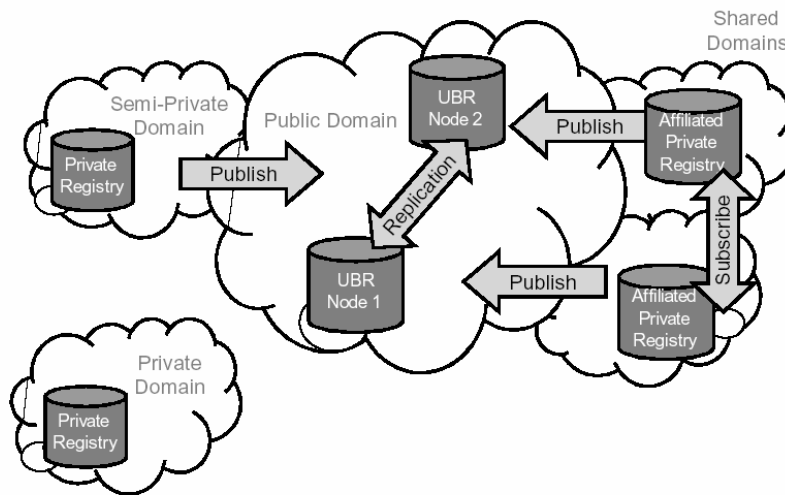 Shared
Domains
Semi-Private
Domain
Public Domain
UBR
Node 2
Publish
Affiliated
Private
Registry
Private
Registry
Publish
Replication
Subscribe
UBR
Node 1
Publish
Affiliated
Private
Registry
Private
Domain
Private
Registry